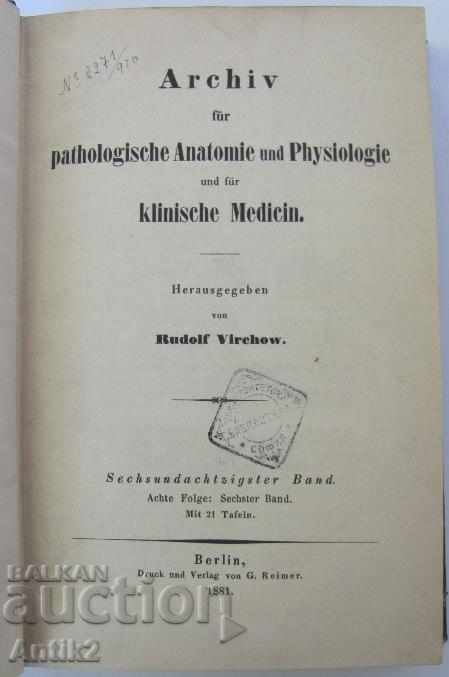 № 8271/910
Archiv
für
pathologische Anatomie und Physiologie
und für
klinische Medicin.
Herausgegeben
von
Rudolf Virchow.
Sechsundachtzigster Band.
Achte Folge: Sechster Band.
Mit 21 Tafeln.
Berlin,
Druck und Verlag von G. Reimer.
1881.
BALKAN
auction
Antik2